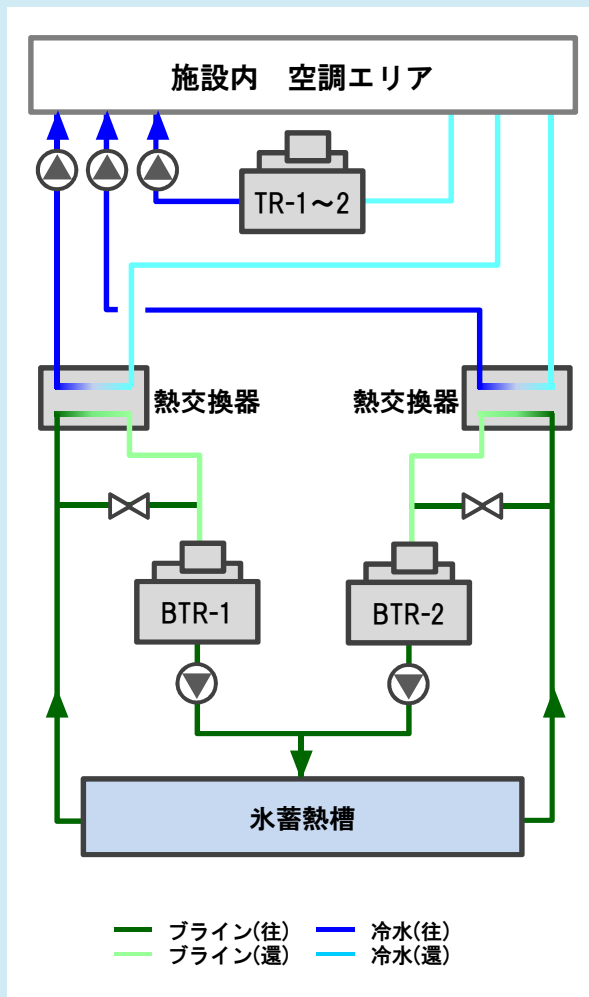 施設内　空調エリア
TR-1～2
熱交換器
熱交換器
BTR-1
BTR-2
氷蓄熱槽
ブライン(往)
冷水(往)
ブライン(還)
冷水(還)